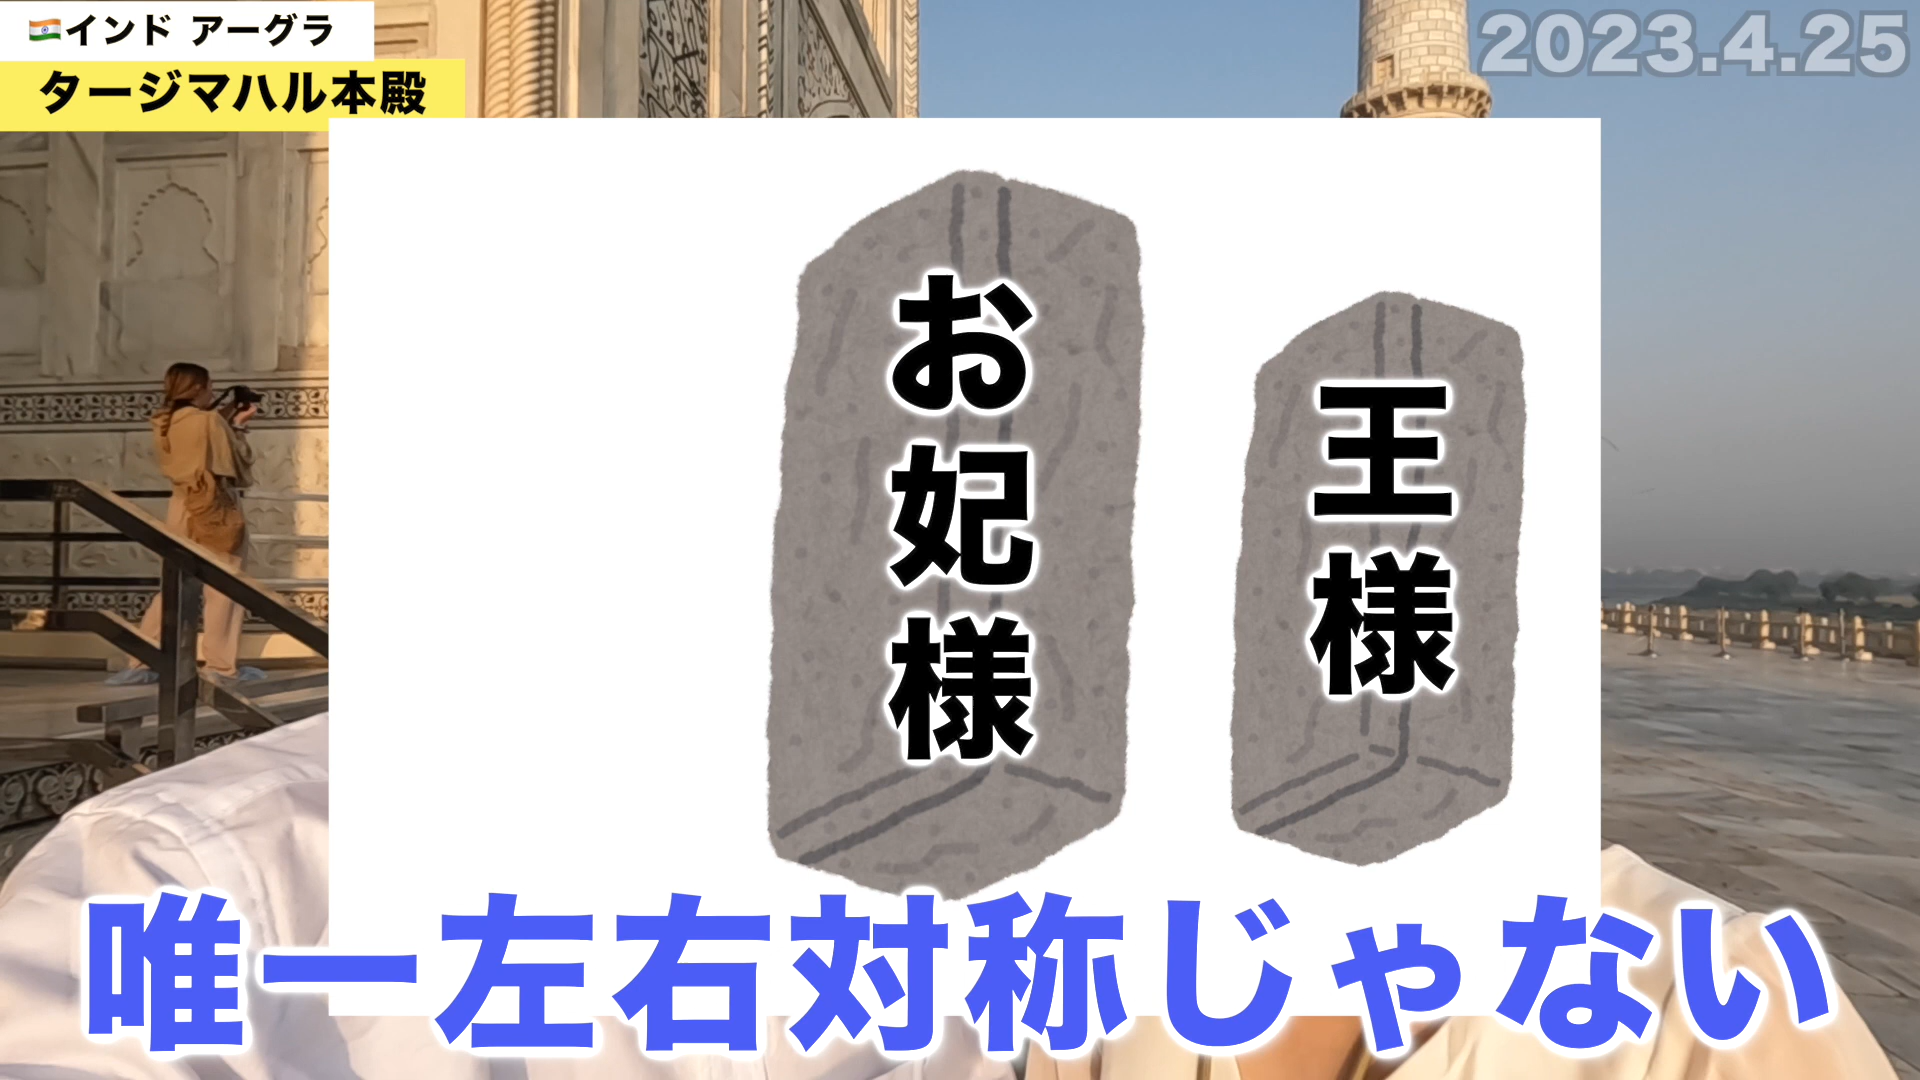 🇮🇳インド アーグラ
タージマハル本殿
2023.4.25
お妃様
王様
唯一左右対称じゃない